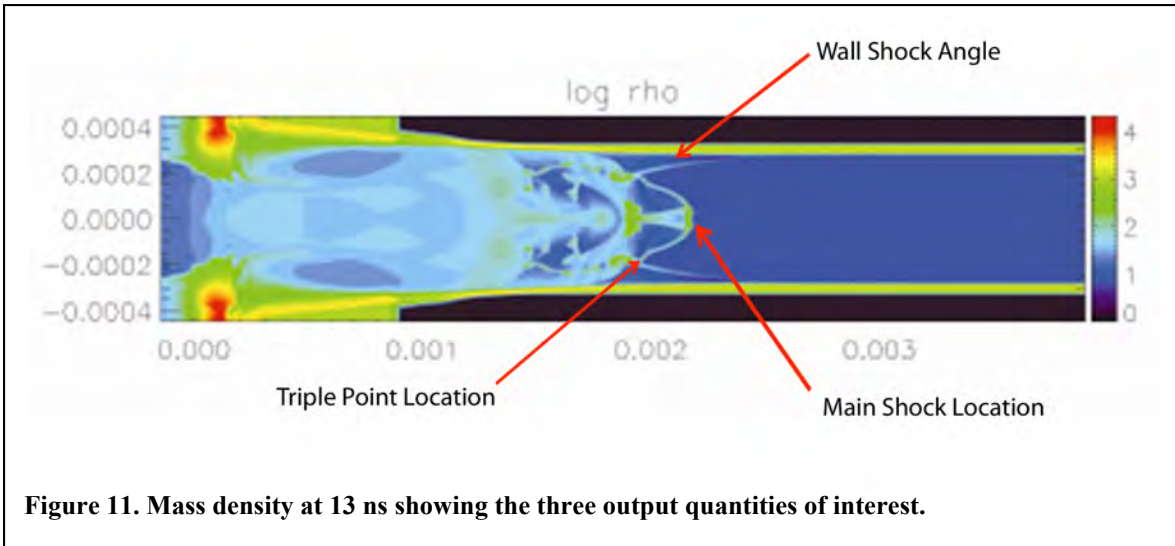 Wall Shock Angle
log rho
0.0004
0.0002
0.0000
−0.0002
−0.0004
4
3
2
1
0
0.000 0.001 0.002 0.003
Triple Point Location
Main Shock Location
Figure 11. Mass density at 13 ns showing the three output quantities of interest.